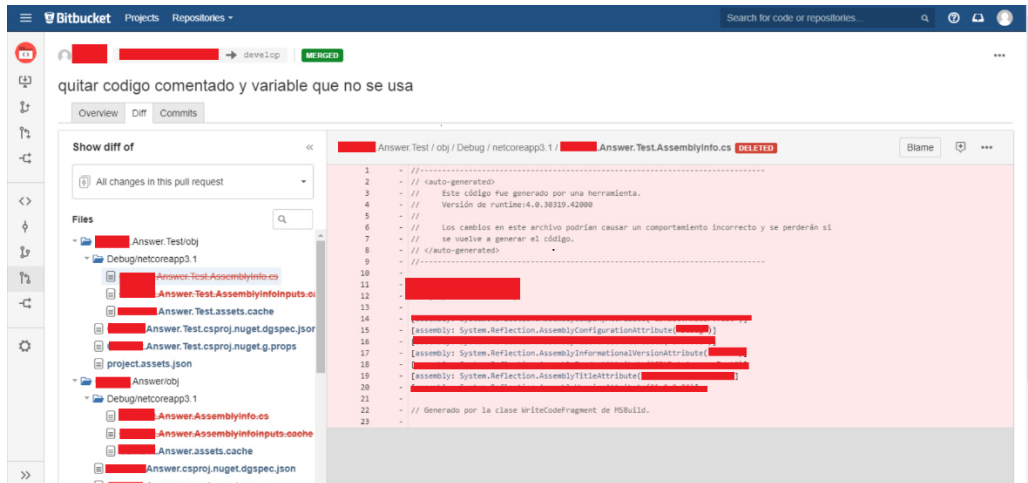 Bitbucket Projects Repositories Search for code or repositories...
develop MERGED
quitar codigo comentado y variable que no se usa
Overview Diff Commits
Show diff of
Answer.Test / obj / Debug / netcoreapp3.1 / .Answer.Test.AssemblyInfo.cs DELETED Blame
All changes in this pull request
Files
.Answer.Test/obj
Debug/netcoreapp3.1
Answer.Test.AssemblyInfo.cs
.Answer.Test.AssemblyInfoInputs.c
.Answer.Test.assets.cache
.Answer.Test.csproj.nuget.dgspec.jsor
.Answer.Test.csproj.nuget.g.props
project.assets.json
Answer/obj
Debug/netcoreapp3.1
.Answer.AssemblyInfo.cs
.Answer.AssemblyInfoInputs.cache
.Answer.assets.cache
Answer.csproj.nuget.dgspec.json
1 - //------------------------------------------------------------------------------
2 - // <auto-generated>
3 - // Este código fue generado por una herramienta.
4 - // Versión de runtime:4.0.30319.42000
5 - //
6 - // Los cambios en este archivo podrían causar un comportamiento incorrecto y se perderán si
7 - // se vuelve a generar el código.
8 - // </auto-generated>
9 - //------------------------------------------------------------------------------
10 -
11 -
12 -
13 -
14 -
15 - [assembly: System.Reflection.AssemblyConfigurationAttribute( )]
16 -
17 - [assembly: System.Reflection.AssemblyInformationalVersionAttribute(
18 -
19 - [assembly: System.Reflection.AssemblyTitleAttribute( ]
20 -
21 -
22 - // Generado por la clase WriteCodeFragment de MSBuild.
23 -